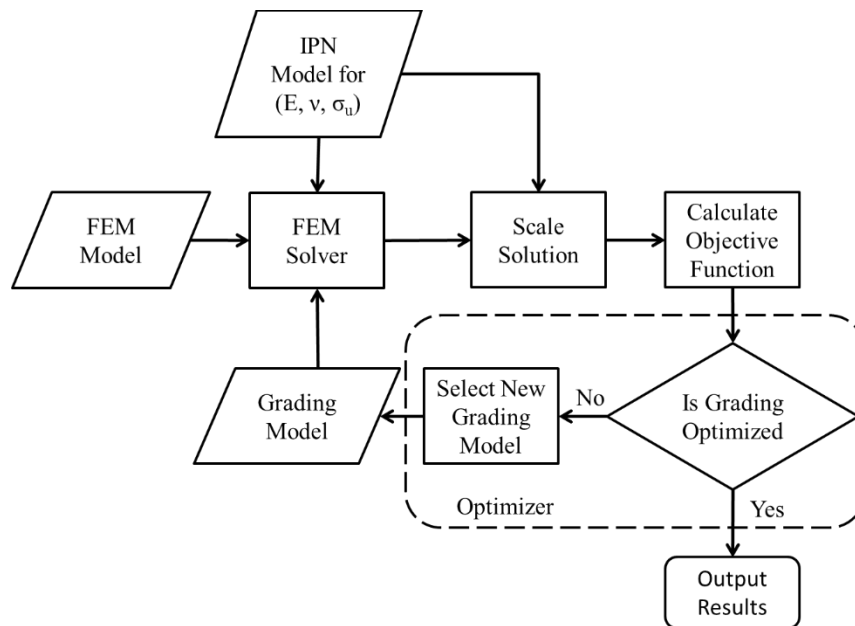 IPN
Model for
(E, ν, σu)
FEM
Model
FEM
Solver
Scale
Solution
Calculate
Objective
Function
Grading
Model
Select New
Grading
Model
No
Is Grading
Optimized
Optimizer
Yes
Output
Results